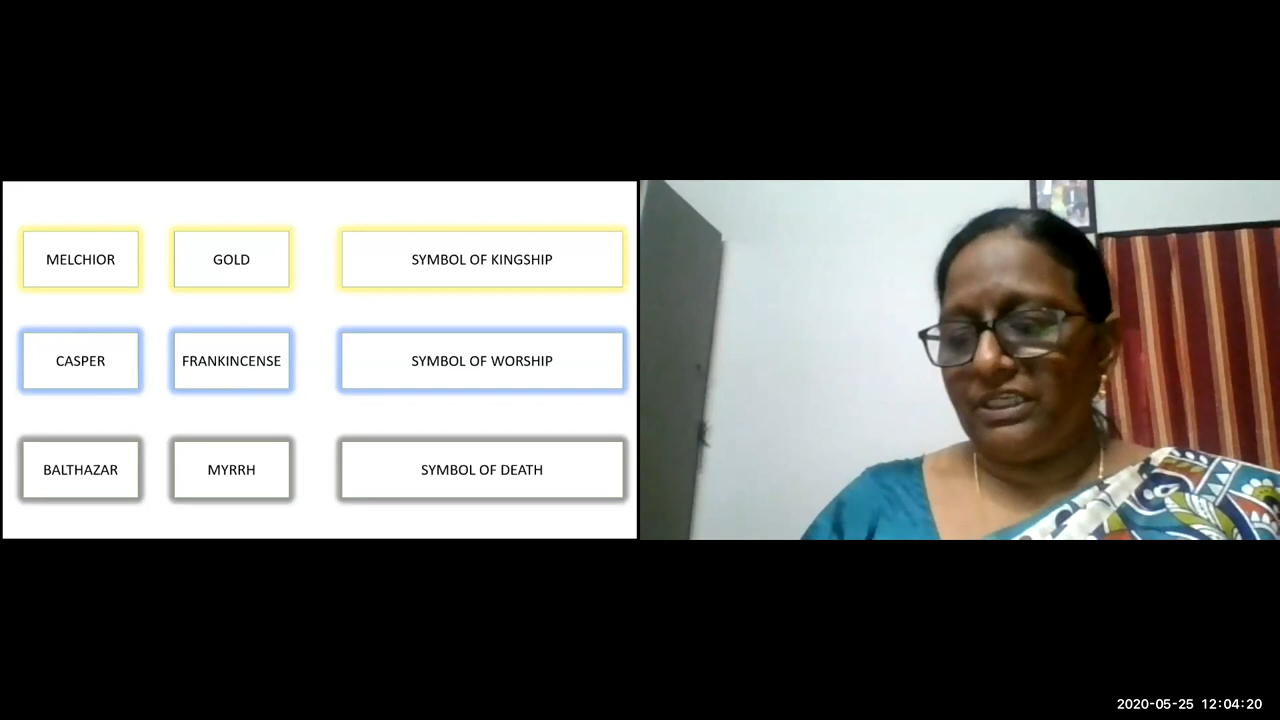 MELCHIOR GOLD SYMBOL OF KINGSHIP
CASPER FRANKINCENSE SYMBOL OF WORSHIP
BALTHAZAR MYRRH SYMBOL OF DEATH
2020-05-25 12:04:20